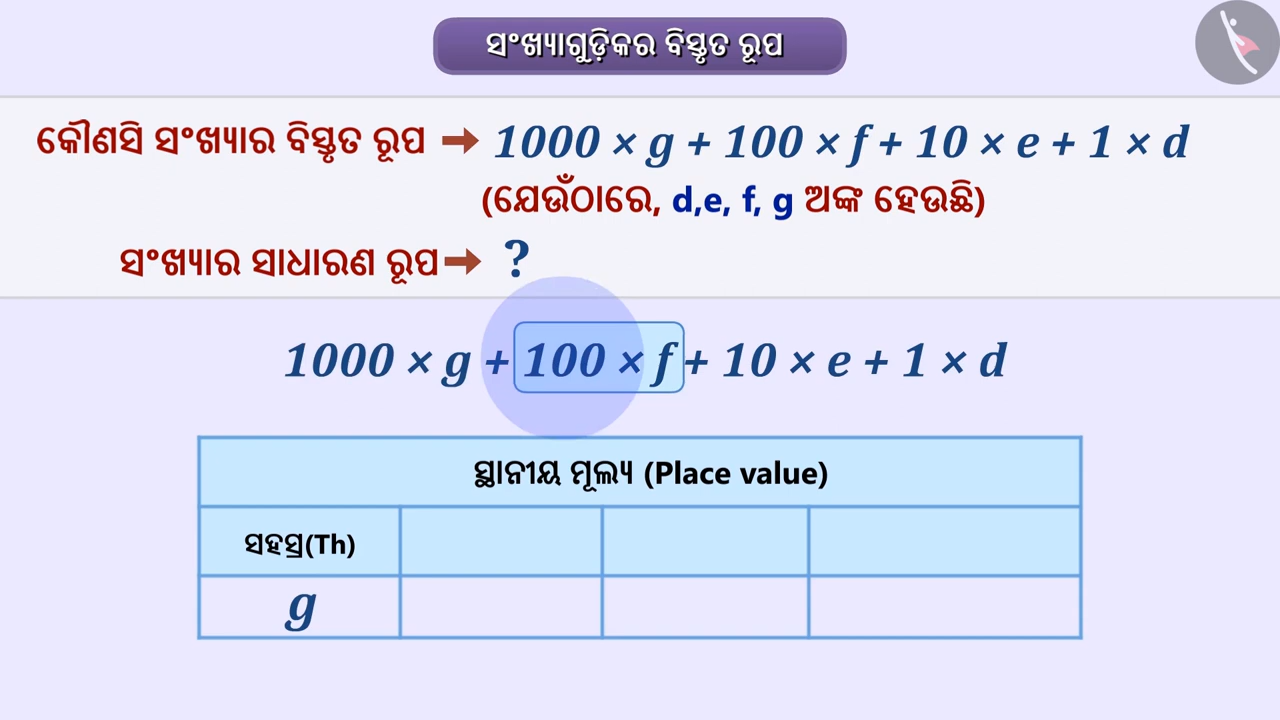 ସଂଖ୍ୟାଗୁଡ଼ିକର ବିସ୍ତୃତ ରୂପ
କୌଣସି ସଂଖ୍ୟାର ବିସ୍ତୃତ ରୂପ → 1000 × g + 100 × f + 10 × e + 1 × d
(ଯେଉଁଠାରେ, d,e, f, g ଅଙ୍କ ହେଉଛି)
ସଂଖ୍ୟାର ସାଧାରଣ ରୂପ → ?
1000 × g + 100 × f + 10 × e + 1 × d
ସ୍ଥାନୀୟ ମୂଲ୍ୟ (Place value)
ସହସ୍ର(Th)
g